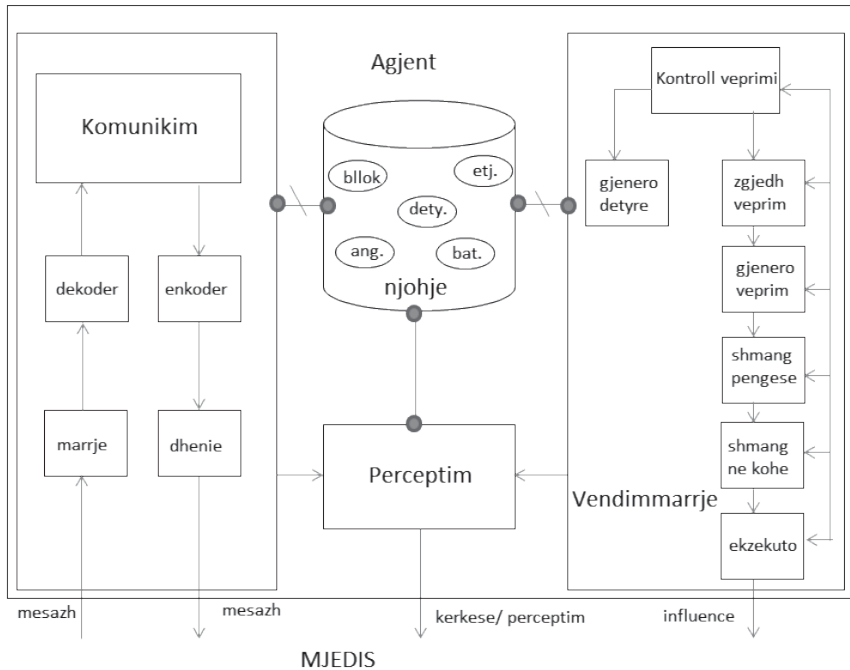 Agjent
Komunikim
dekoder
enkoder
marrje
dhenie
bllok
etj.
dety.
ang.
bat.
njohje
Perceptim
Kontroll veprimi
gjenero
detyre
zgjedh
veprim
gjenero
veprim
shmang
pengese
shmang
ne kohe
Vendimmarrje
ekzekuto
mesazh
mesazh
kerkese/ perceptim
influence
MJEDIS